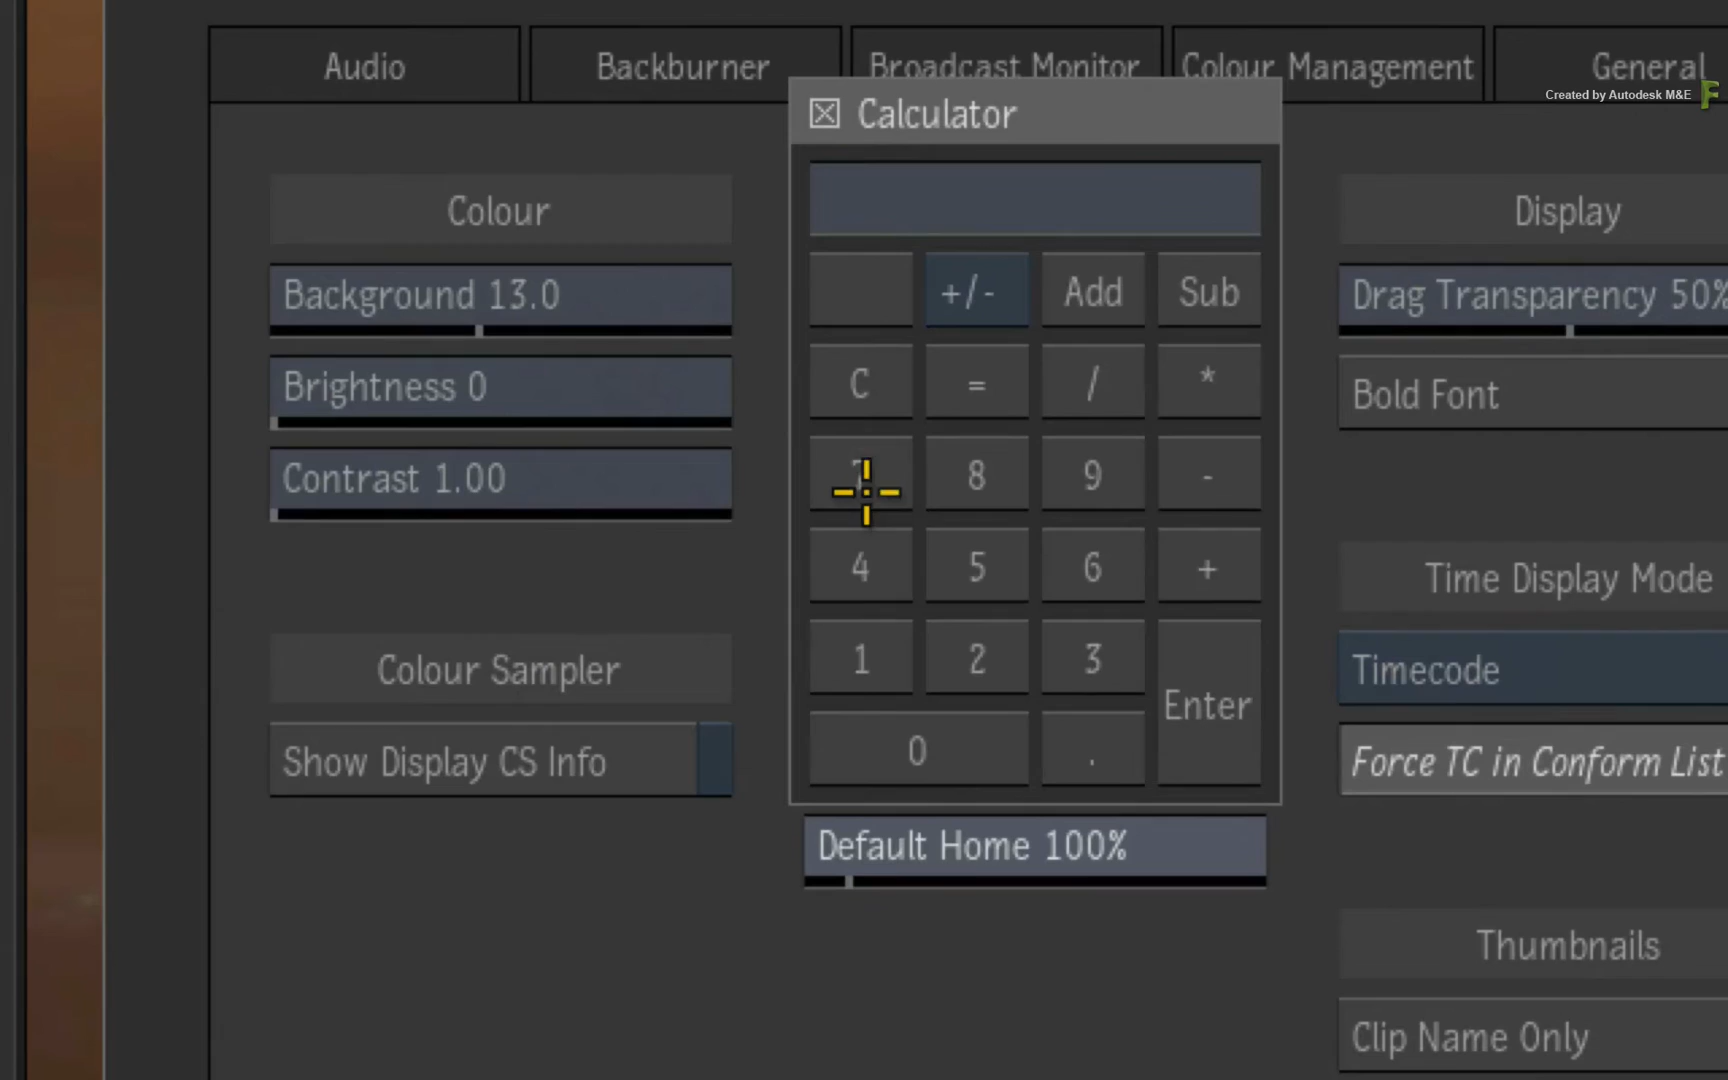 Audio
Backburner
Broadcast Monitor
Colour Management
General
Created by Autodesk M&E
Calculator
Colour
Background 13.0
Brightness 0
Contrast 1.00
Colour Sampler
Show Display CS Info
+/- Add Sub
C = / *
8 9 -
4 5 6 +
1 2 3
Enter
0 .
Default Home 100%
Display
Drag Transparency 50%
Bold Font
Time Display Mode
Timecode
Force TC in Conform List
Thumbnails
Clip Name Only